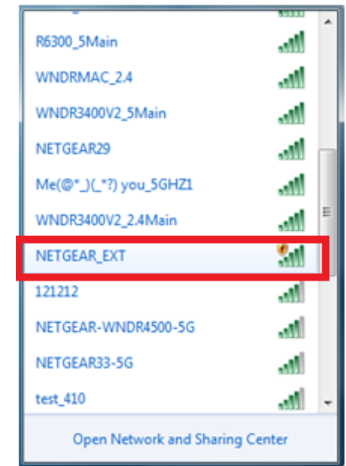 R6300_5Main
WNDRMAC_2.4
WNDR3400V2_5Main
NETGEAR29
Me(@*_)(_*?) you_5GHZ1
WNDR3400V2_2.4Main
NETGEAR_EXT
121212
NETGEAR-WNDR4500-5G
NETGEAR33-5G
test_410
Open Network and Sharing Center